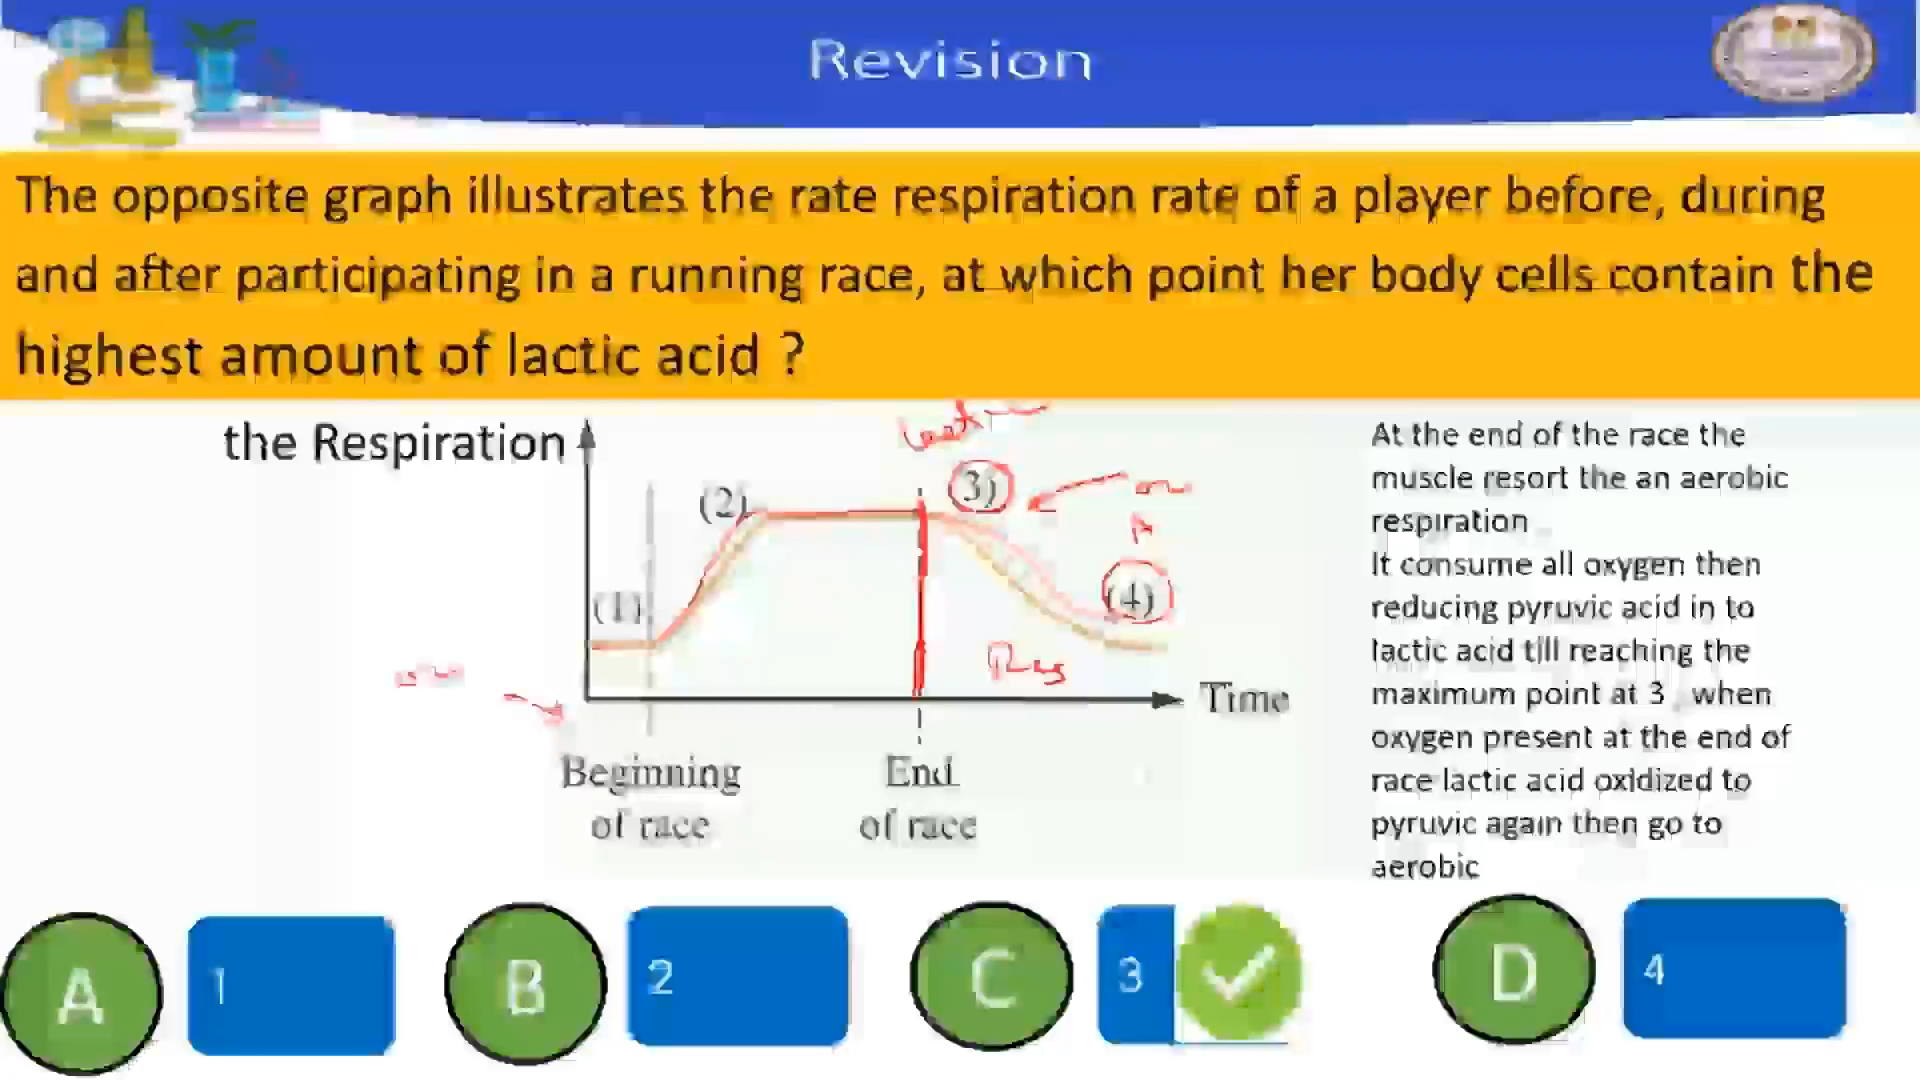 Revision
The opposite graph illustrates the rate respiration rate of a player before, during
and after participating in a running race, at which point her body cells contain the
highest amount of lactic acid ?
the Respiration
(1)
(2)
(3)
(4)
Time
Beginning
of race
End
of race
At the end of the race the
muscle resort the an aerobic
respiration
It consume all oxygen then
reducing pyruvic acid in to
lactic acid till reaching the
maximum point at 3 , when
oxygen present at the end of
race lactic acid oxidized to
pyruvic again then go to
aerobic
A
1
B
2
C
3
D
4